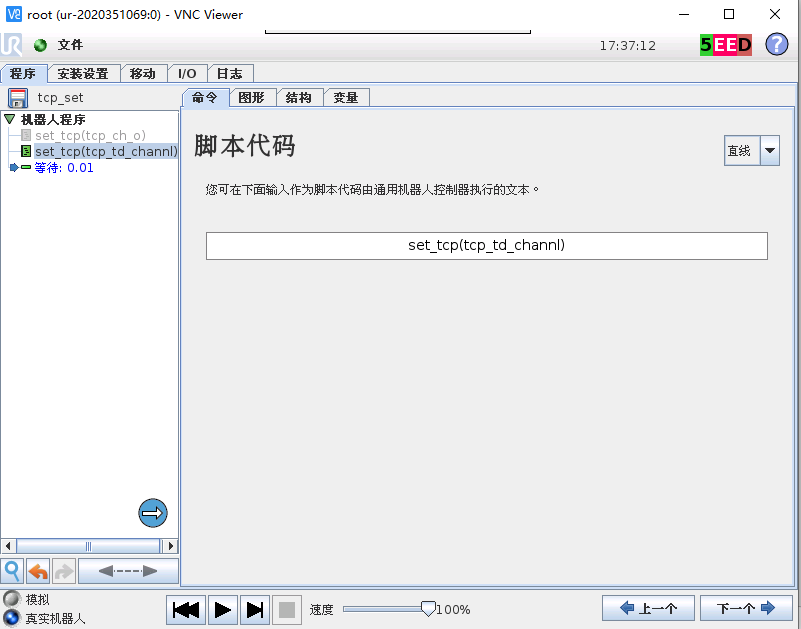 root (ur-2020351069:0) - VNC Viewer
文件
17:37:12
5EED
?
程序 安装设置 移动 I/O 日志
tcp_set
命令 图形 结构 变量
机器人程序
set_tcp(tcp_ch_o)
set_tcp(tcp_td_channl)
等待: 0.01
脚本代码
直线
您可在下面输入作为脚本代码由通用机器人控制器执行的文本。
set_tcp(tcp_td_channl)
模拟
真实机器人
速度
100%
上一个
下一个